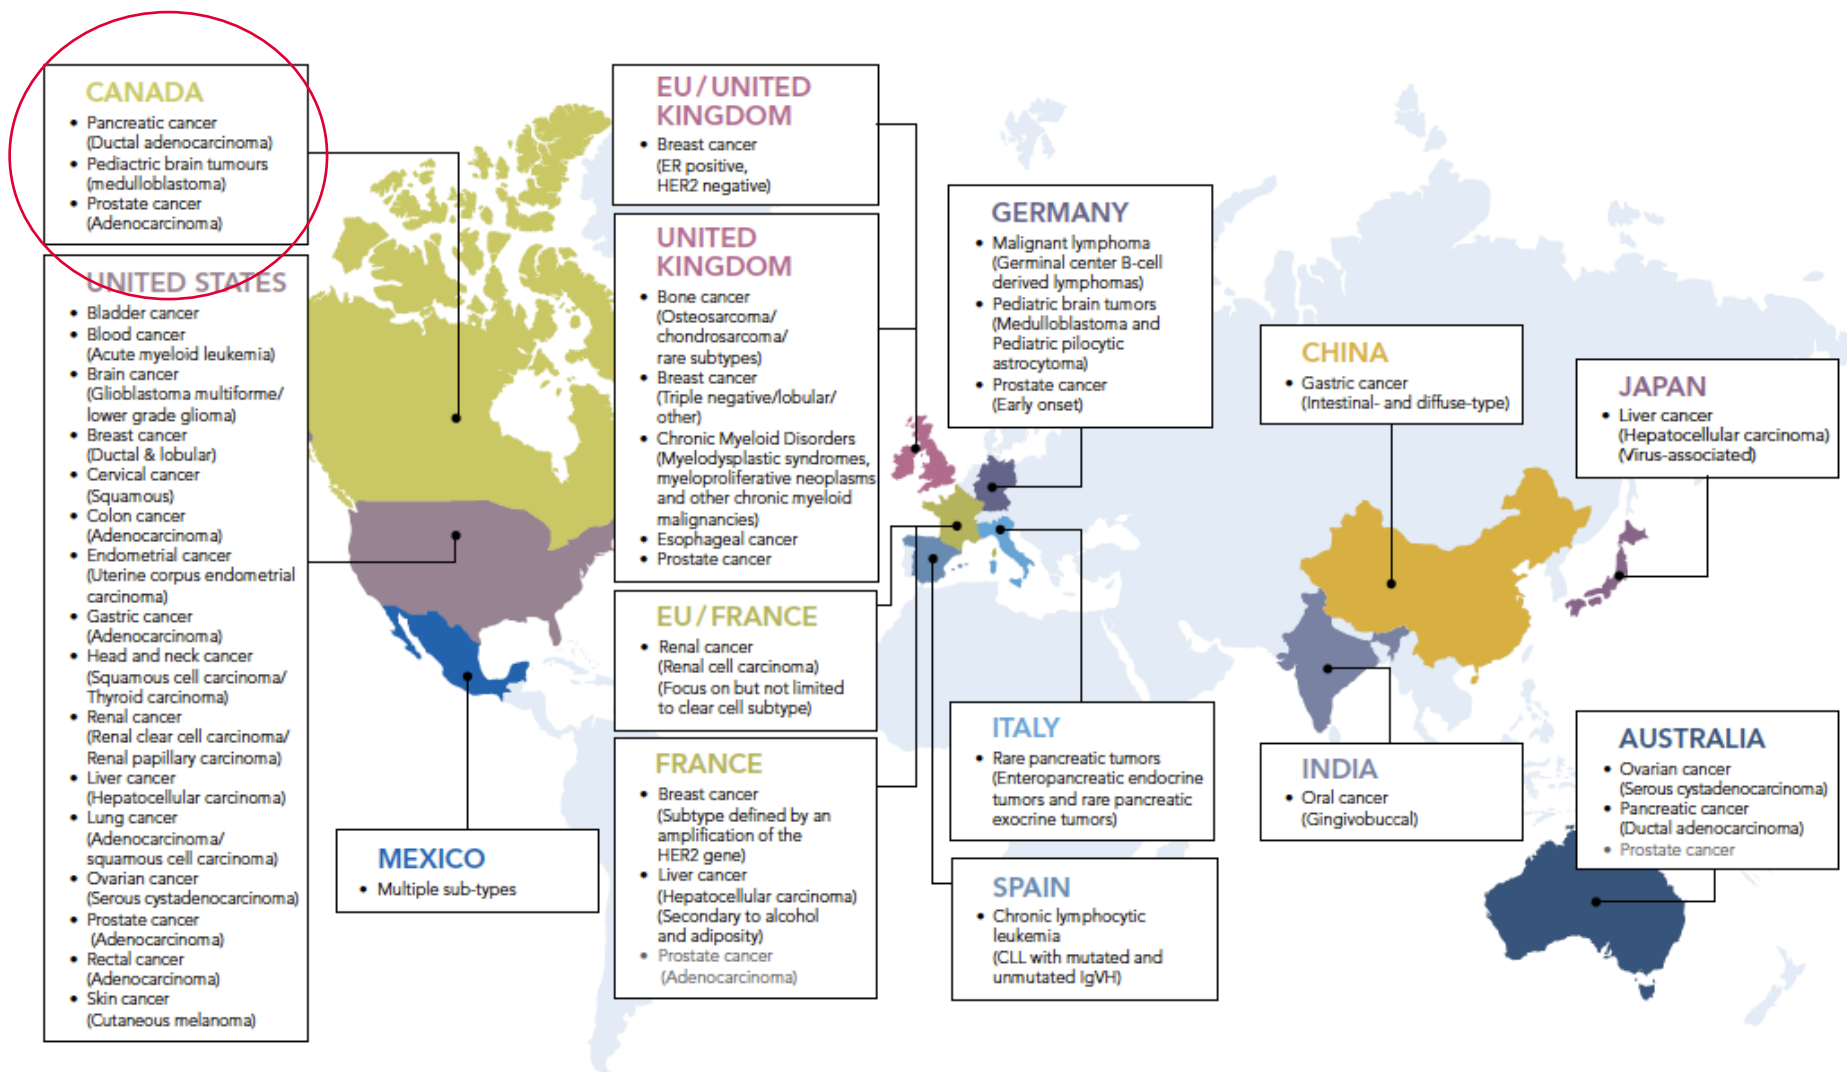 CANADA
• Pancreatic cancer
(Ductal adenocarcinoma)
• Pediactric brain tumours
(medulloblastoma)
• Prostate cancer
(Adenocarcinoma)
UNITED STATES
• Bladder cancer
• Blood cancer
(Acute myeloid leukemia)
• Brain cancer
(Glioblastoma multiforme/
lower grade glioma)
• Breast cancer
(Ductal & lobular)
• Cervical cancer
(Squamous)
• Colon cancer
(Adenocarcinoma)
• Endometrial cancer
(Uterine corpus endometrial
carcinoma)
• Gastric cancer
(Adenocarcinoma)
• Head and neck cancer
(Squamous cell carcinoma/
Thyroid carcinoma)
• Renal cancer
(Renal clear cell carcinoma/
Renal papillary carcinoma)
• Liver cancer
(Hepatocellular carcinoma)
• Lung cancer
(Adenocarcinoma/
squamous cell carcinoma)
• Ovarian cancer
(Serous cystadenocarcinoma)
• Prostate cancer
(Adenocarcinoma)
• Rectal cancer
(Adenocarcinoma)
• Skin cancer
(Cutaneous melanoma)
MEXICO
• Multiple sub-types
EU / UNITED
KINGDOM
• Breast cancer
(ER positive,
HER2 negative)
UNITED
KINGDOM
• Bone cancer
(Osteosarcoma/
chondrosarcoma/
rare subtypes)
• Breast cancer
(Triple negative/lobular/
other)
• Chronic Myeloid Disorders
(Myelodysplastic syndromes,
myeloproliferative neoplasms
and other chronic myeloid
malignancies)
• Esophageal cancer
• Prostate cancer
EU / FRANCE
• Renal cancer
(Renal cell carcinoma)
(Focus on but not limited
to clear cell subtype)
FRANCE
• Breast cancer
(Subtype defined by an
amplification of the
HER2 gene)
• Liver cancer
(Hepatocellular carcinoma)
(Secondary to alcohol
and adiposity)
• Prostate cancer
(Adenocarcinoma)
GERMANY
• Malignant lymphoma
(Germinal center B-cell
derived lymphomas)
• Pediatric brain tumors
(Medulloblastoma and
Pediatric pilocytic
astrocytoma)
• Prostate cancer
(Early onset)
ITALY
• Rare pancreatic tumors
(Enteropancreatic endocrine
tumors and rare pancreatic
exocrine tumors)
SPAIN
• Chronic lymphocytic
leukemia
(CLL with mutated and
unmutated IgVH)
CHINA
• Gastric cancer
(Intestinal- and diffuse-type)
INDIA
• Oral cancer
(Gingivobuccal)
JAPAN
• Liver cancer
(Hepatocellular carcinoma)
(Virus-associated)
AUSTRALIA
• Ovarian cancer
(Serous cystadenocarcinoma)
• Pancreatic cancer
(Ductal adenocarcinoma)
• Prostate cancer